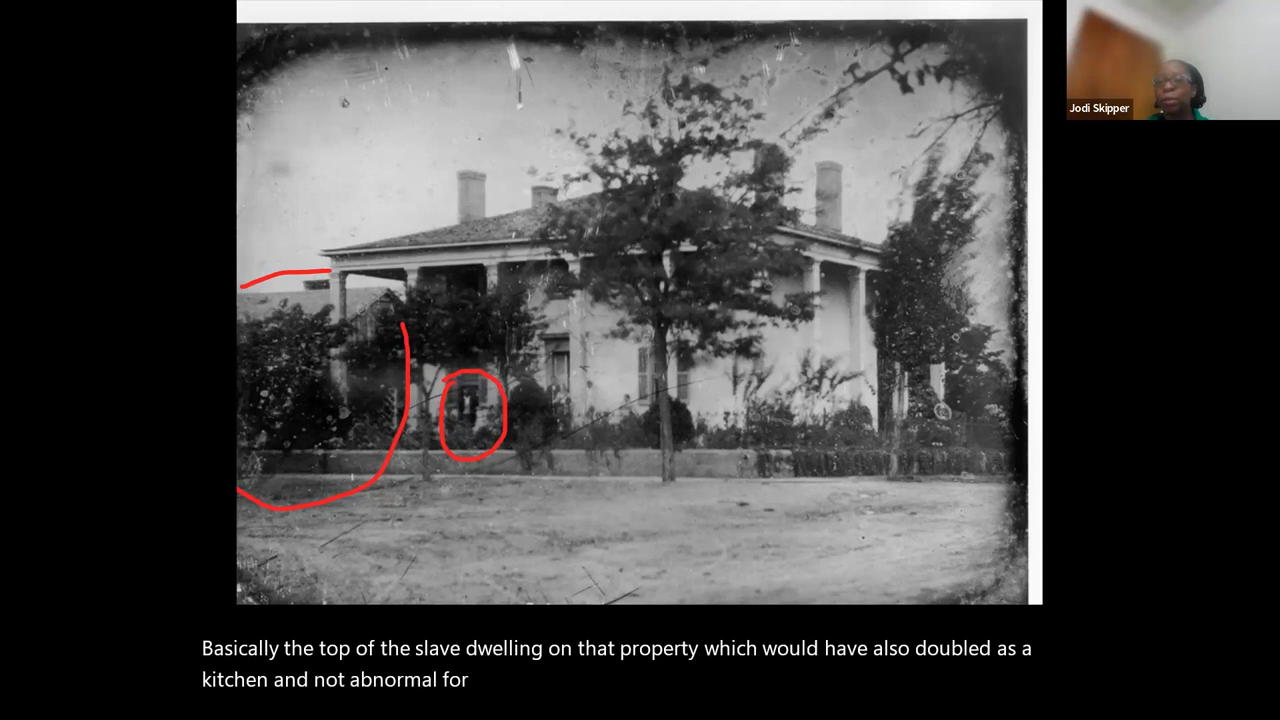 Jodi Skipper
Basically the top of the slave dwelling on that property which would have also doubled as a
kitchen and not abnormal for